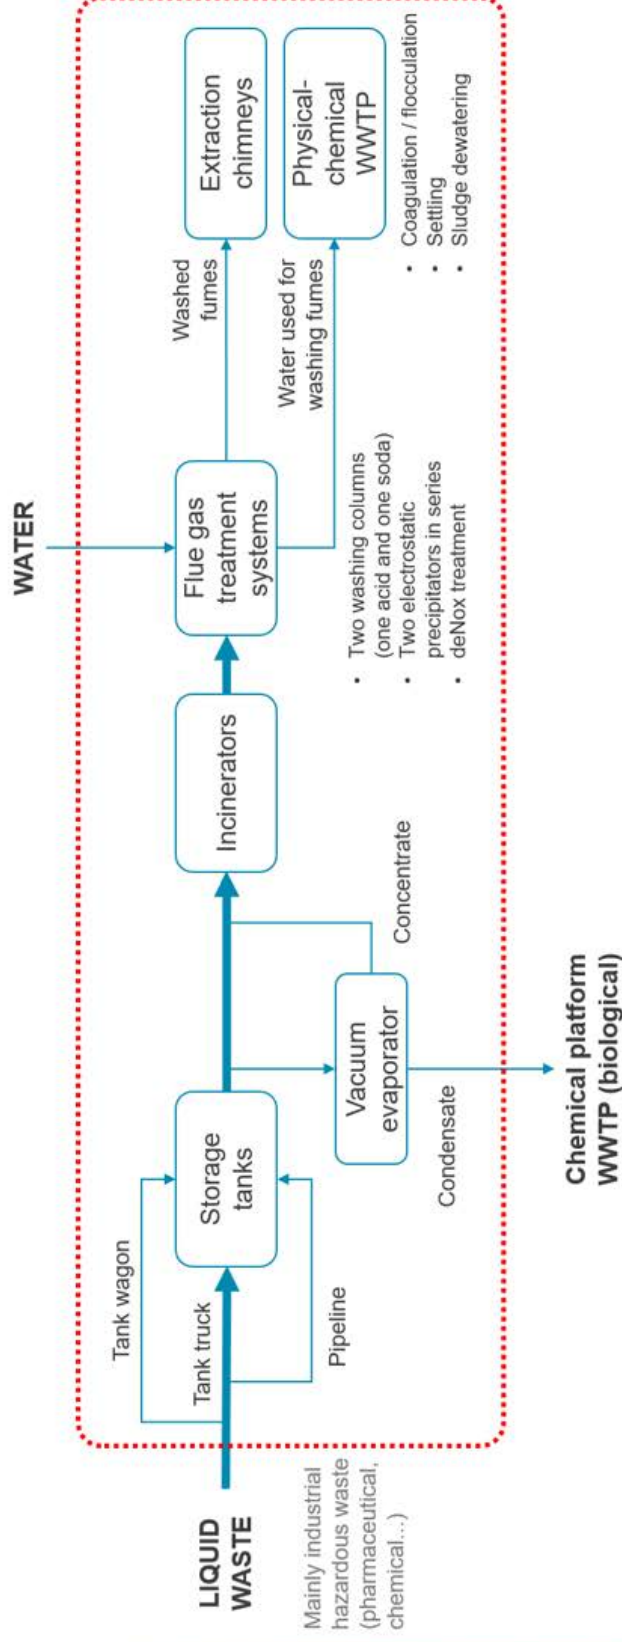 LIQUID
WASTE
Mainly industrial
hazardous waste
(pharmaceutical,
chemical...)
Tank wagon
Tank truck
Pipeline
Storage
tanks
Vacuum
evaporator
Condensate
Concentrate
Chemical platform
WWTP (biological)
Incinerators
WATER
Flue gas
treatment
systems
• Two washing columns
(one acid and one soda)
• Two electrostatic
precipitators in series
• deNox treatment
Washed
fumes
Water used for
washing fumes
Extraction
chimneys
Physical-
chemical
WWTP
• Coagulation / flocculation
• Settling
• Sludge dewatering